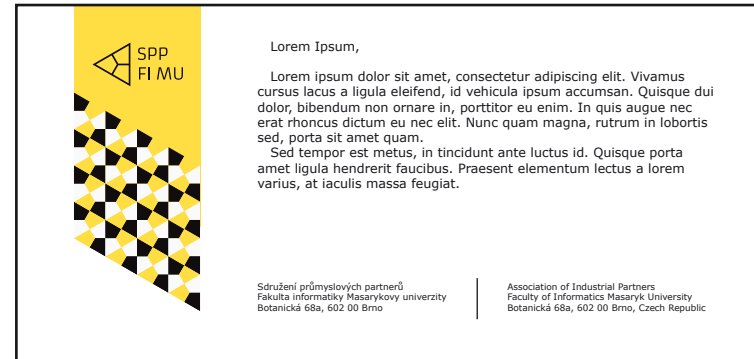 SPP
FI MU
Lorem Ipsum,
Lorem ipsum dolor sit amet, consectetur adipiscing elit. Vivamus
cursus lacus a ligula eleifend, id vehicula ipsum accumsan. Quisque dui
dolor, bibendum non ornare in, porttitor eu enim. In quis augue nec
erat rhoncus dictum eu nec elit. Nunc quam magna, rutrum in lobortis
sed, porta sit amet quam.
Sed tempor est metus, in tincidunt ante luctus id. Quisque porta
amet ligula hendrerit faucibus. Praesent elementum lectus a lorem
varius, at iaculis massa feugiat.
Sdružení průmyslových partnerů
Fakulta informatiky Masarykovy univerzity
Botanická 68a, 602 00 Brno
Association of Industrial Partners
Faculty of Informatics Masaryk University
Botanická 68a, 602 00 Brno, Czech Republic